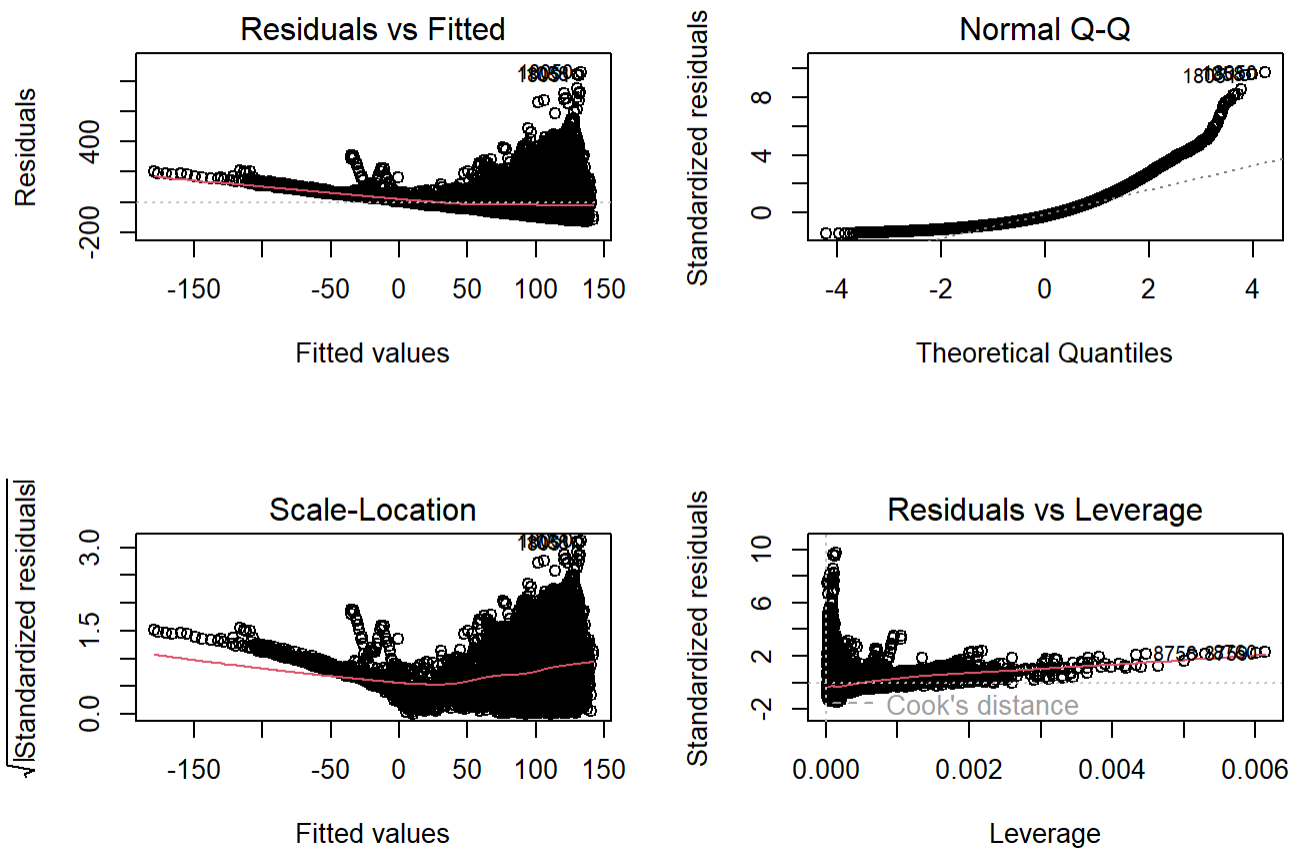 Residuals vs Fitted
Residuals
400
-200
-150
-50
0
50
100
150
Fitted values
Normal Q-Q
Standardized residuals
8
4
0
-4
-2
0
2
4
Theoretical Quantiles
Scale-Location
√|Standardized residuals|
3.0
1.5
0.0
-150
-50
0
50
100
150
Fitted values
Residuals vs Leverage
Standardized residuals
10
6
2
-2
Cook's distance
0.000
0.002
0.004
0.006
Leverage